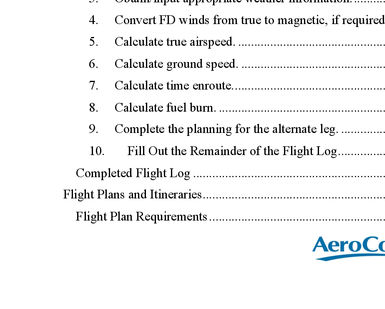 3. Obtain/input appropriate weather information.............
4. Convert FD winds from true to magnetic, if required
5. Calculate true airspeed. ..............................................
6. Calculate ground speed. .............................................
7. Calculate time enroute...............................................
8. Calculate fuel burn. ...................................................
9. Complete the planning for the alternate leg. ..............
10. Fill Out the Remainder of the Flight Log...............
Completed Flight Log ...........................................................
Flight Plans and Itineraries.........................................................
Flight Plan Requirements ......................................................
AeroCo